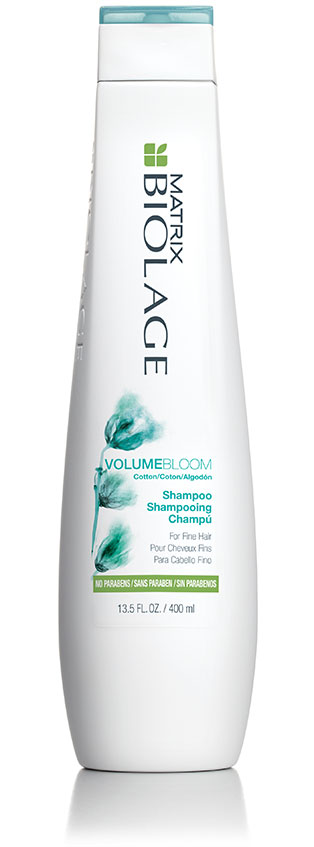 MATRIX
BIOLAGE
VOLUMEBLOOM
Cotton/Coton/Algodón
Shampoo
Shampooing
Champú
For Fine Hair
Pour Cheveux Fins
Para Cabello Fino
NO PARABENS/SANS PARABEN/SIN PARABENOS
13.5 FL. OZ. / 400 ml